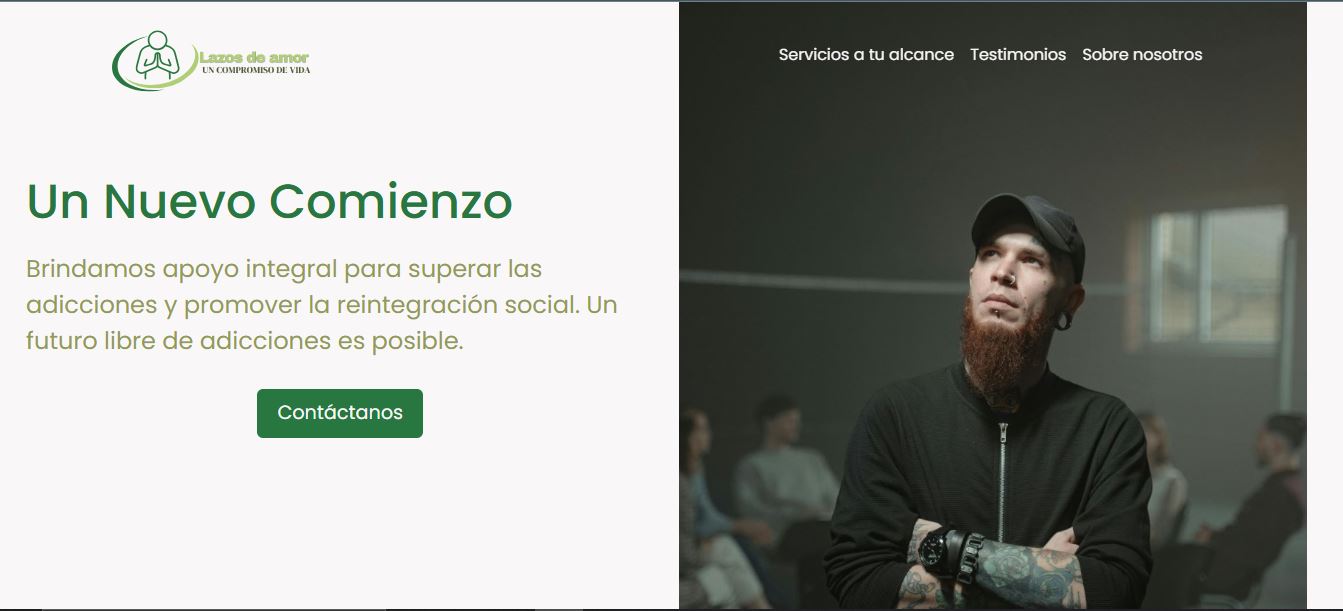 Lazos de amor
UN COMPROMISO DE VIDA
Servicios a tu alcance Testimonios Sobre nosotros
Un Nuevo Comienzo
Brindamos apoyo integral para superar las
adicciones y promover la reintegración social. Un
futuro libre de adicciones es posible.
Contáctanos